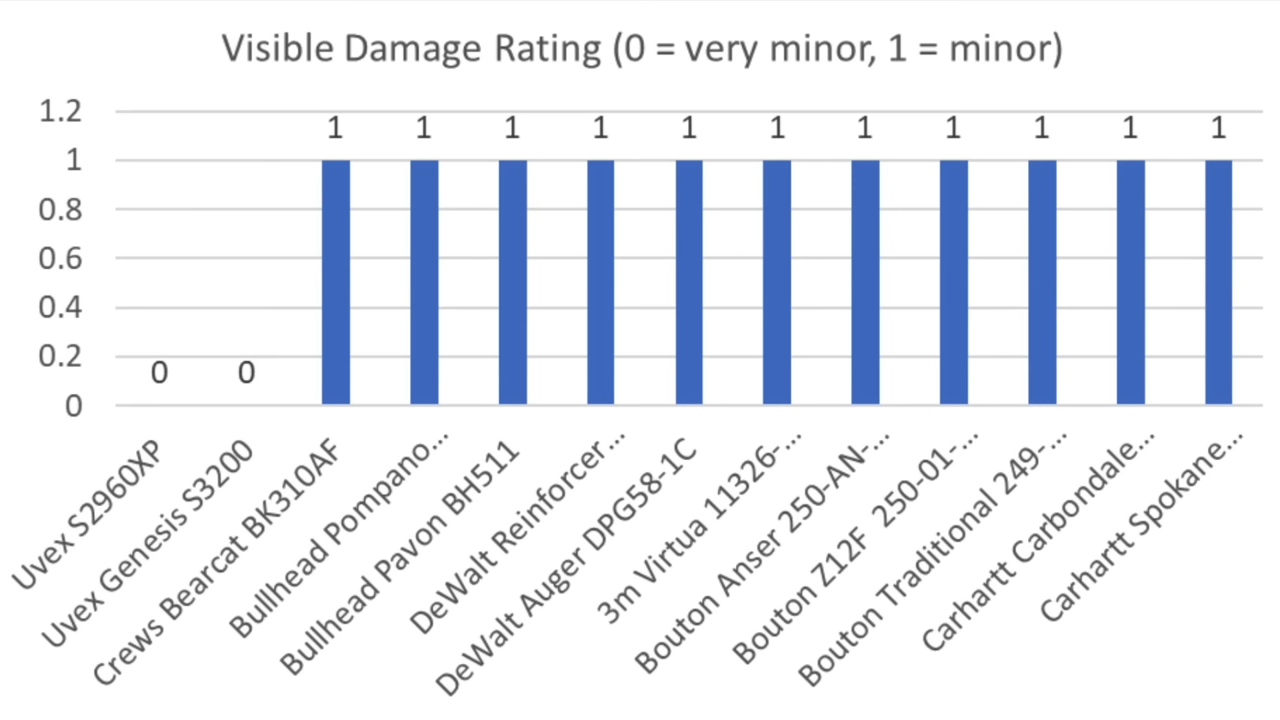 Visible Damage Rating (0 = very minor, 1 = minor)
1.2
1
0.8
0.6
0.4
0.2
0
0
0
1
1
1
1
1
1
1
1
1
1
1
Uvex S2960XP
Uvex Genesis S3200
Crews Bearcat BK310AF
Bullhead Pompano...
Bullhead Pavon BH511
DeWalt Reinforcer...
DeWalt Auger DPG58-1C
3m Virtua 11326-...
Bouton Anser 250-AN-...
Bouton Z12F 250-01-...
Bouton Traditional 249-...
Carhartt Carbondale...
Carhartt Spokane...